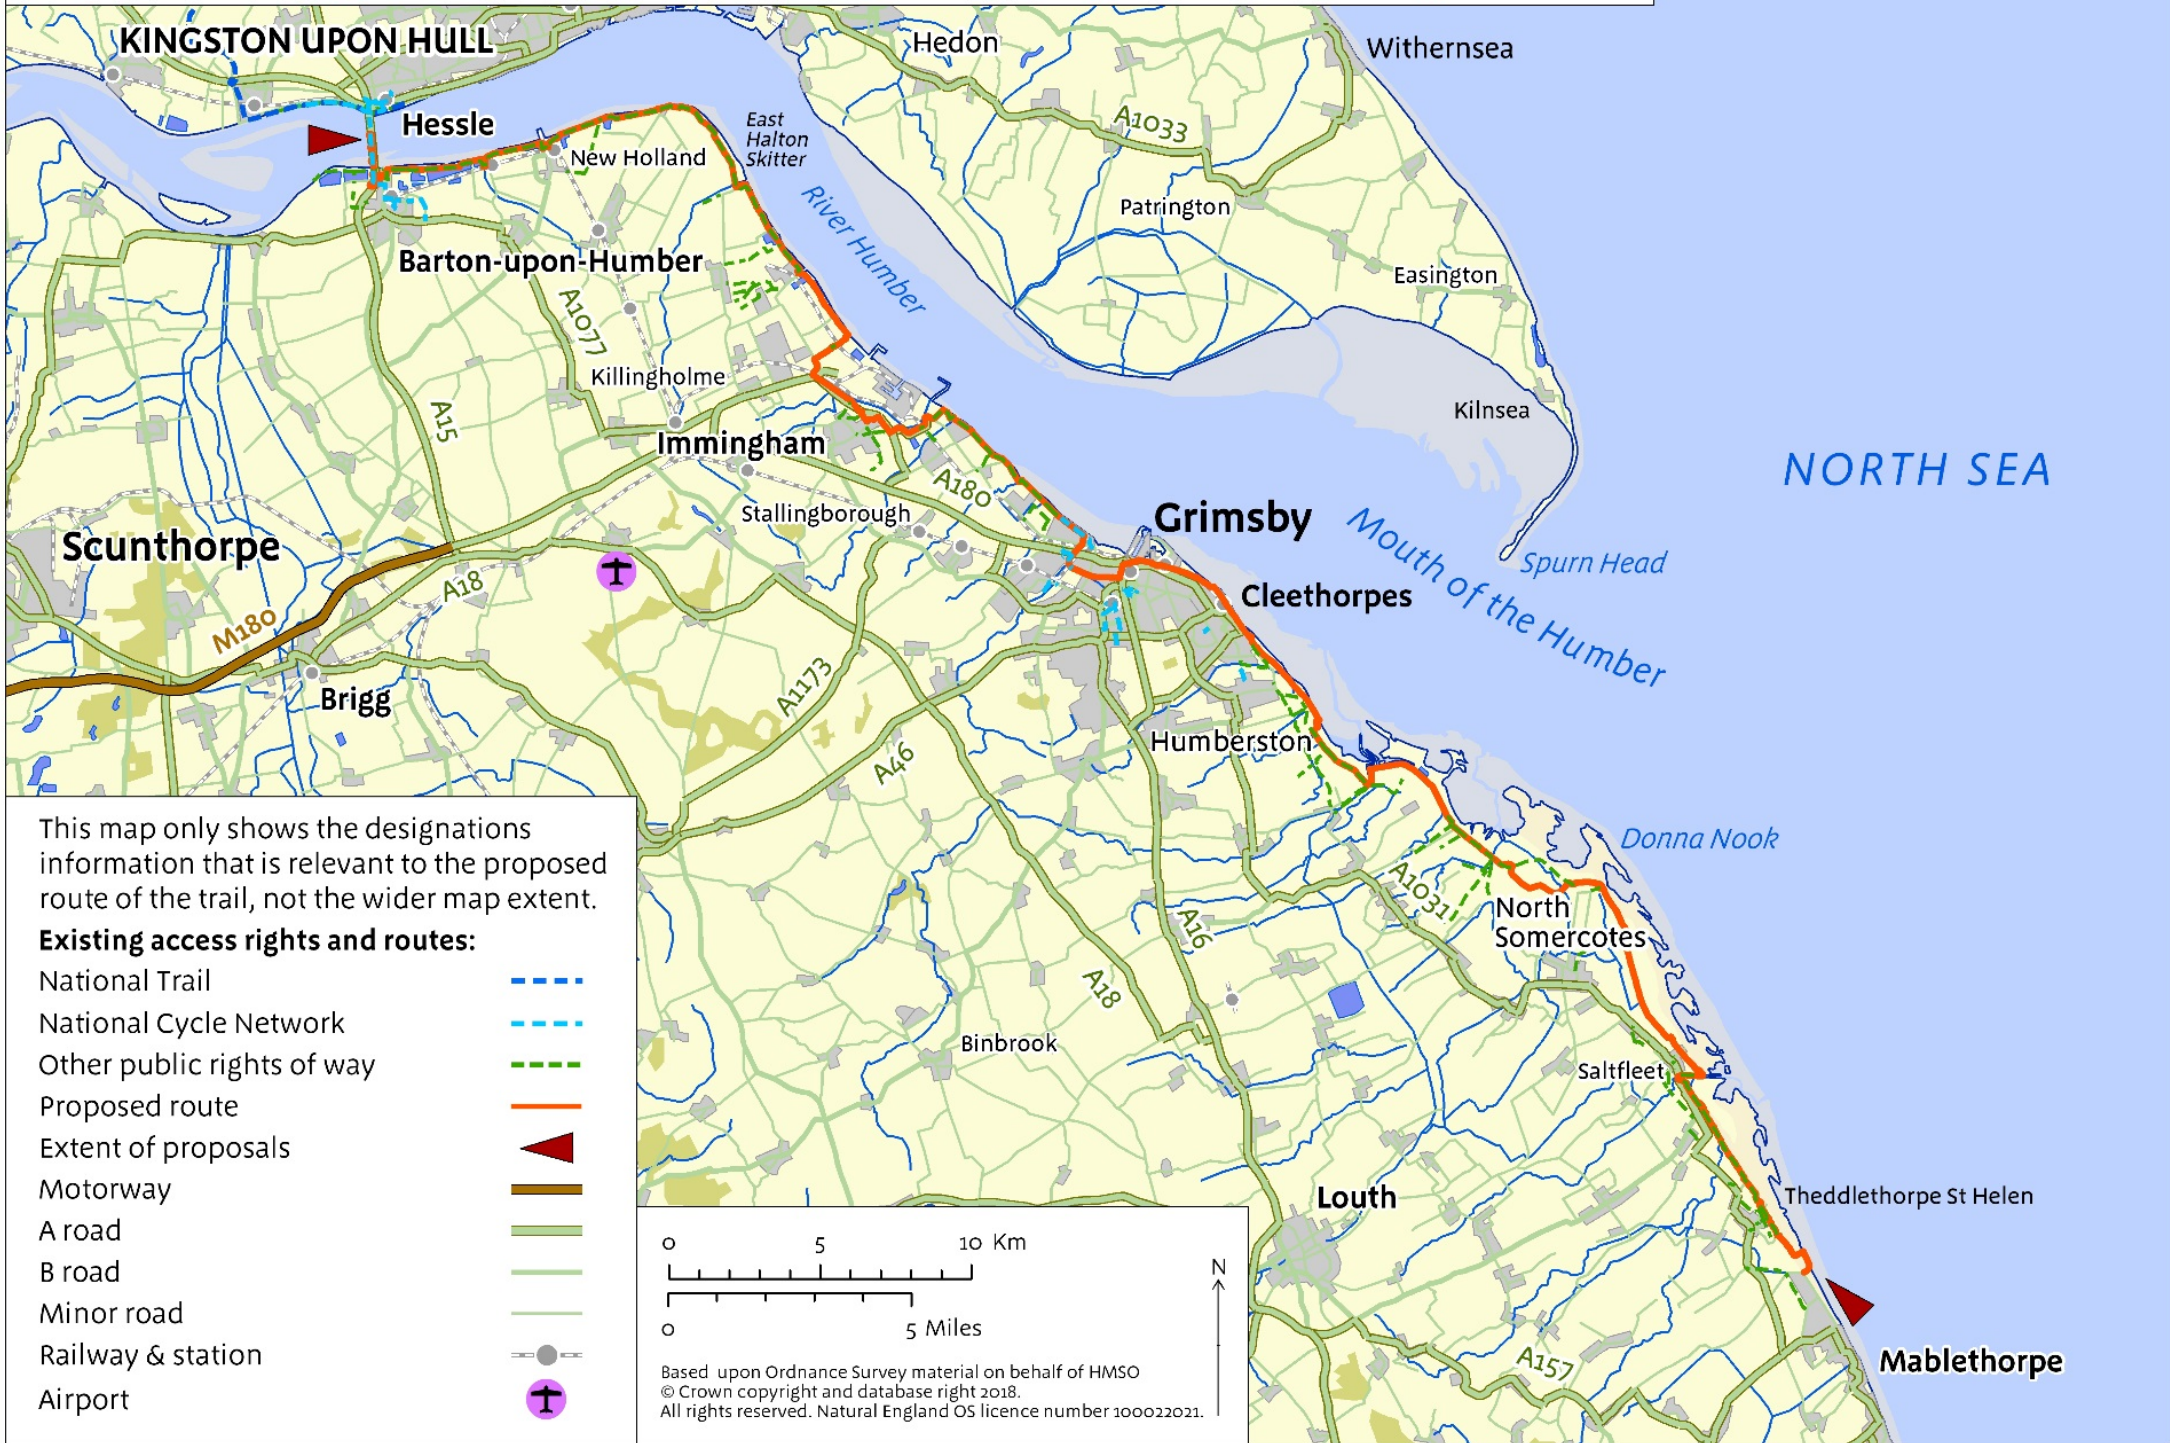 KINGSTON UPON HULL
Hedon
Withernsea
Hessle
A1033
East
Halton
Skitter
New Holland
River Humber
Patrington
Barton-upon-Humber
Easington
A1077
Killingholme
A15
Kilnsea
Immingham
NORTH SEA
A180
Stallingborough
Grimsby
Mouth of the Humber
Scunthorpe
Spurn Head
A18
Cleethorpes
M180
A1173
Brigg
Humberston
A46
Donna Nook
A1031
North
Somercotes
A16
A18
Binbrook
Saltfleet
Louth
Theddlethorpe St Helen
A157
Mablethorpe
This map only shows the designations
information that is relevant to the proposed
route of the trail, not the wider map extent.
Existing access rights and routes:
National Trail
National Cycle Network
Other public rights of way
Proposed route
Extent of proposals
Motorway
A road
B road
Minor road
Railway & station
Airport
0 5 10 Km
0 5 Miles
N
Based upon Ordnance Survey material on behalf of HMSO
© Crown copyright and database right 2018.
All rights reserved. Natural England OS licence number 100022021.